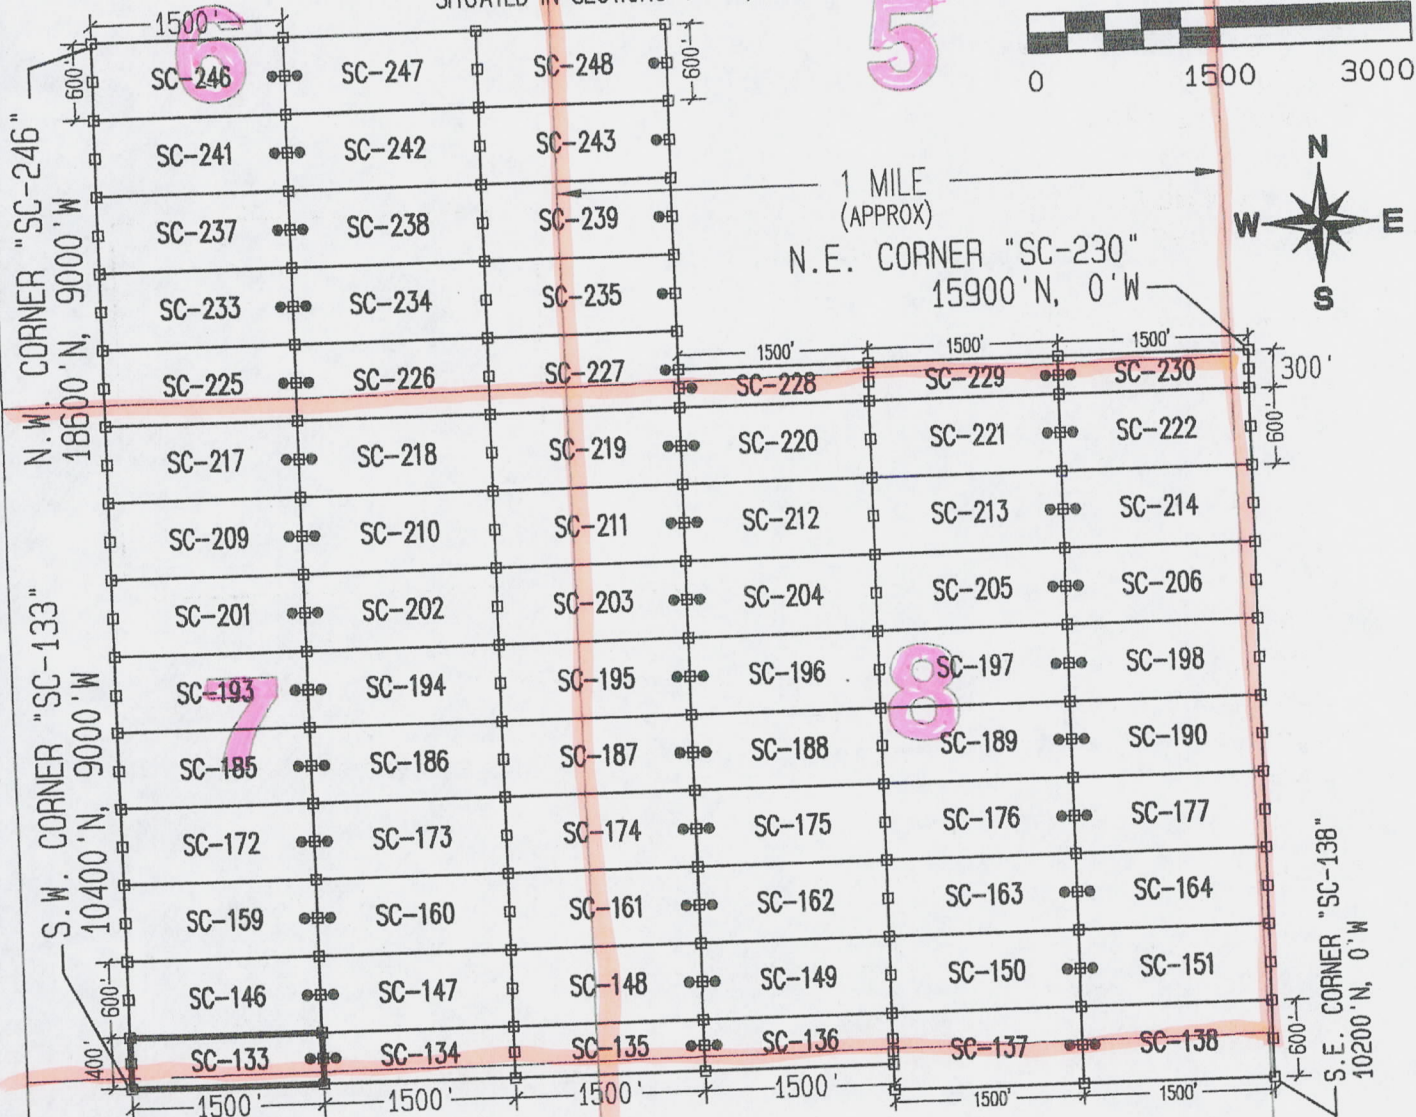 SITUATED IN SECTIONS
6
5
0 1500 3000
1500'
600'
600'
SC-246 SC-247 SC-248
SC-241 SC-242 SC-243
SC-237 SC-238 SC-239
SC-233 SC-234 SC-235
N
W E
S
1 MILE
(APPROX)
N.W. CORNER "SC-246"
18600'N, 9000'W
N.E. CORNER "SC-230"
15900'N, 0'W
1500' 1500' 1500'
300'
600'
SC-225 SC-226 SC-227 SC-228 SC-229 SC-230
SC-217 SC-218 SC-219 SC-220 SC-221 SC-222
SC-209 SC-210 SC-211 SC-212 SC-213 SC-214
SC-201 SC-202 SC-203 SC-204 SC-205 SC-206
SC-193 SC-194 SC-195 SC-196 SC-197 SC-198
7
8
SC-185 SC-186 SC-187 SC-188 SC-189 SC-190
SC-172 SC-173 SC-174 SC-175 SC-176 SC-177
SC-159 SC-160 SC-161 SC-162 SC-163 SC-164
SC-146 SC-147 SC-148 SC-149 SC-150 SC-151
SC-133 SC-134 SC-135 SC-136 SC-137 SC-138
S.W. CORNER "SC-133"
10400'N, 9000'W
600'
400'
600'
S.E. CORNER "SC-138"
10200'N, 0'W
1500' 1500' 1500' 1500' 1500' 1500'